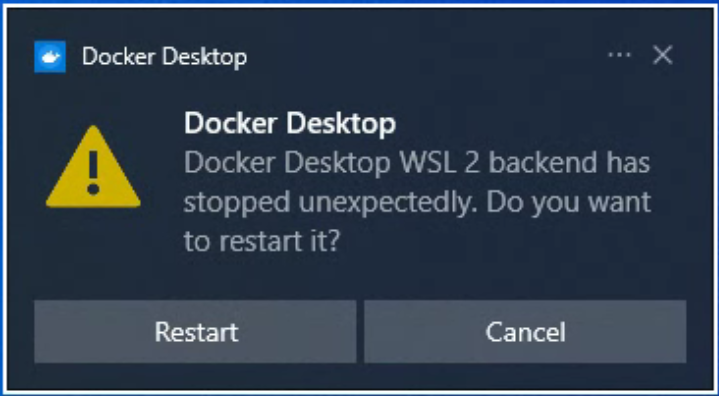 Docker Desktop
Docker Desktop
Docker Desktop WSL 2 backend has
stopped unexpectedly. Do you want
to restart it?
Restart Cancel